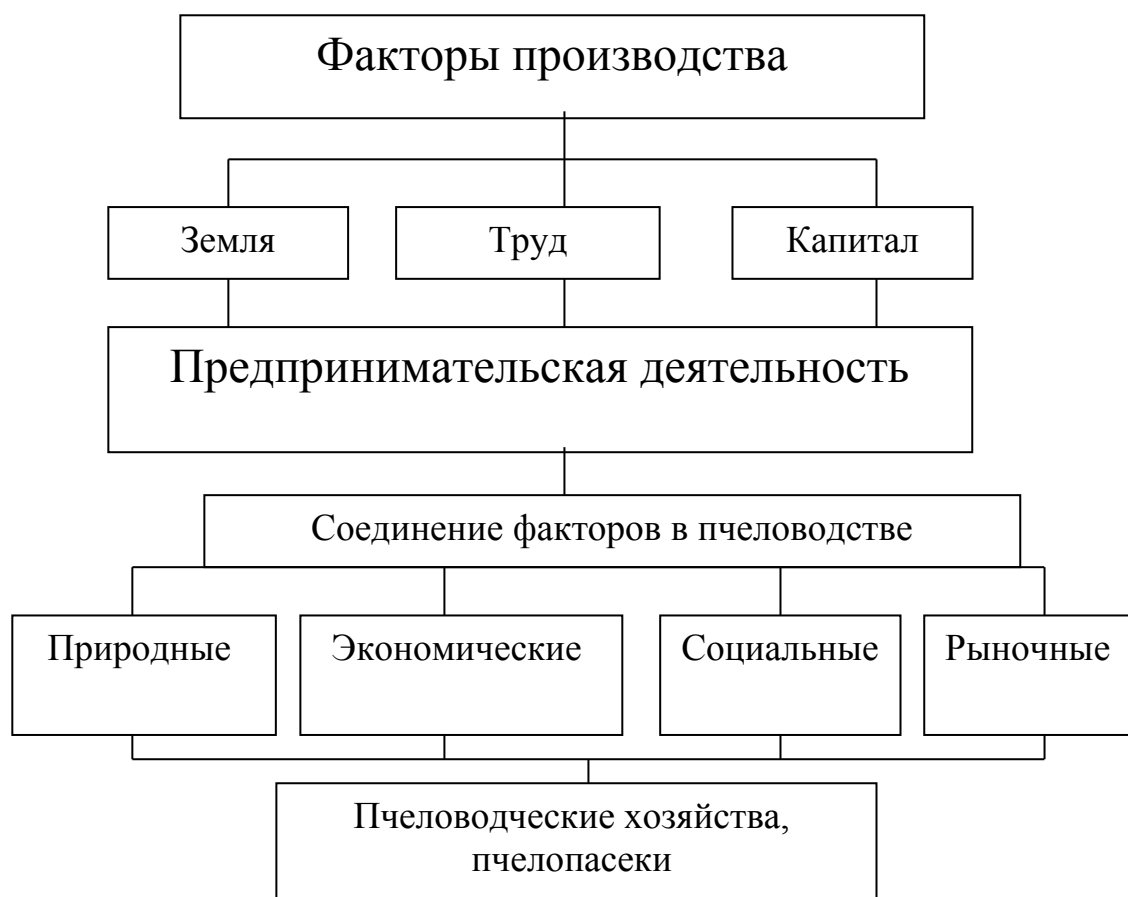 Факторы производства
Земля
Труд
Капитал
Предпринимательская деятельность
Соединение факторов в пчеловодстве
Природные
Экономические
Социальные
Рыночные
Пчеловодческие хозяйства,
пчелопасеки